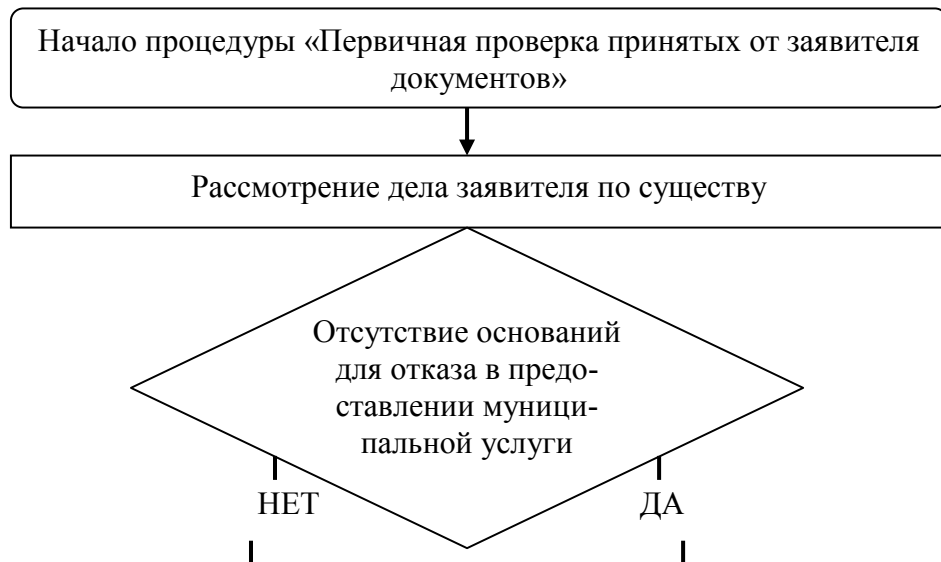 Начало процедуры «Первичная проверка принятых от заявителя
документов»
Рассмотрение дела заявителя по существу
Отсутствие оснований
для отказа в предо-
ставлении муници-
пальной услуги
НЕТ
ДА